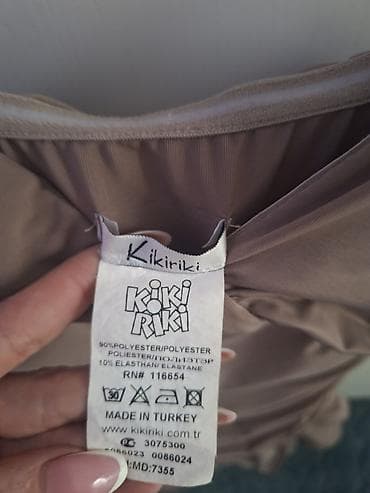 Kikiriki
KiKi
RiKi
90%POLYESTER/POLYESTER
POLIESTER/ПОЛИЭТЭР
10% ELASTHAN/ ELASTANE
RN# 116654
30
MADE IN TURKEY
www.kikiriki.com.tr
3075300
0086023 0086024
MD:7355